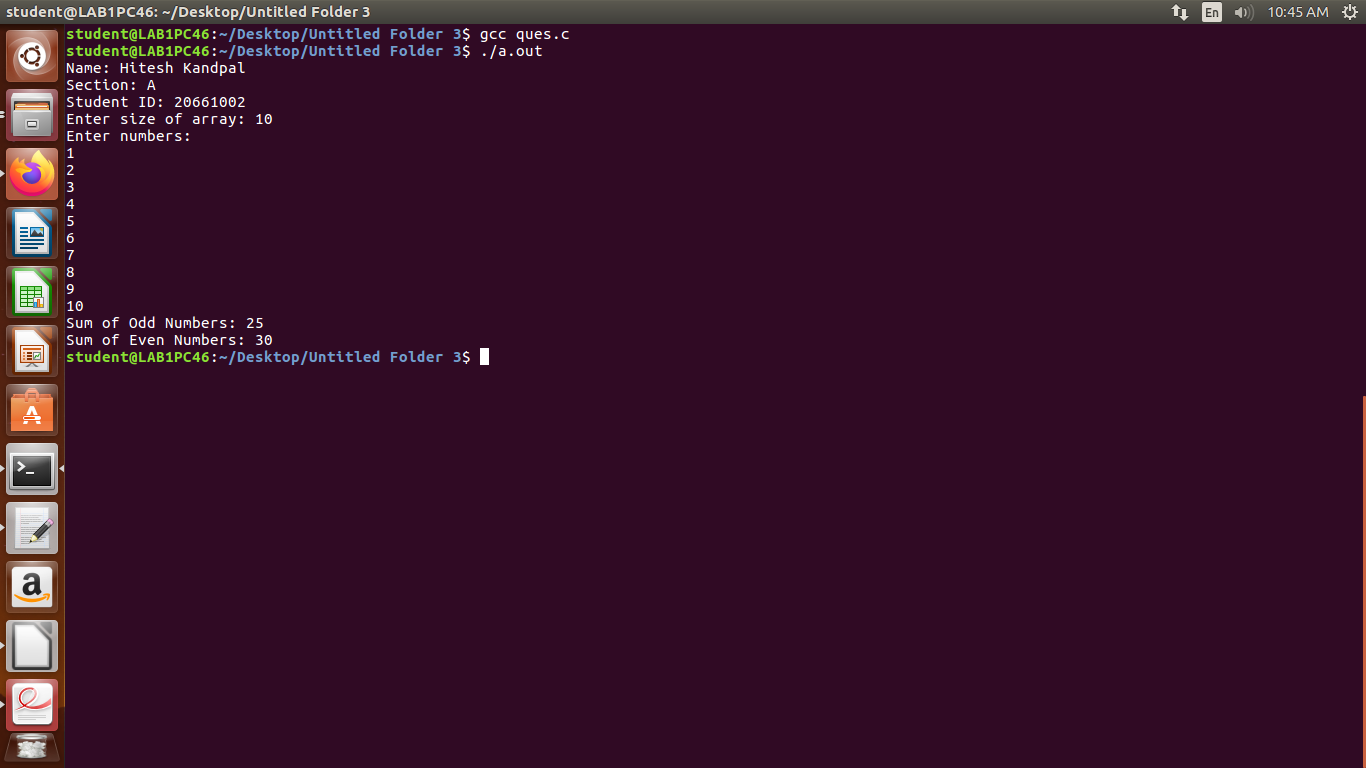 student@LAB1PC46: ~/Desktop/Untitled Folder 3
En
10:45 AM
student@LAB1PC46:~/Desktop/Untitled Folder 3$ gcc ques.c
student@LAB1PC46:~/Desktop/Untitled Folder 3$ ./a.out
Name: Hitesh Kandpal
Section: A
Student ID: 20661002
Enter size of array: 10
Enter numbers:
1
2
3
4
5
6
7
8
9
10
Sum of Odd Numbers: 25
Sum of Even Numbers: 30
student@LAB1PC46:~/Desktop/Untitled Folder 3$